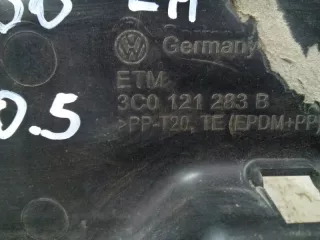 LH
Germany
ETM
0.5
3C0 121 283 B
>PP-T20, TE (EPDM+PP)